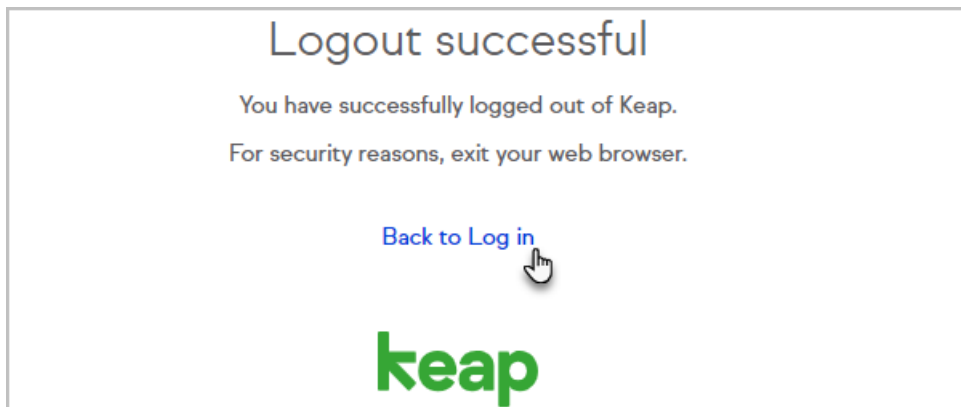 Logout successful
You have successfully logged out of Keap.
For security reasons, exit your web browser.
Back to Log in
keap